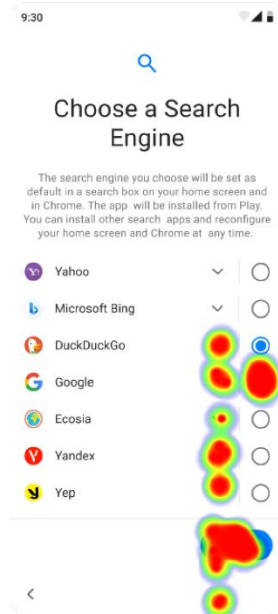 9:30
Choose a Search
Engine
The search engine you choose will be set as
default in a search box on your home screen and
in Chrome. The app will be installed from Play.
You can install other search apps and reconfigure
your home screen and Chrome at any time.
Yahoo
Microsoft Bing
DuckDuckGo
Google
Ecosia
Yandex
Yep